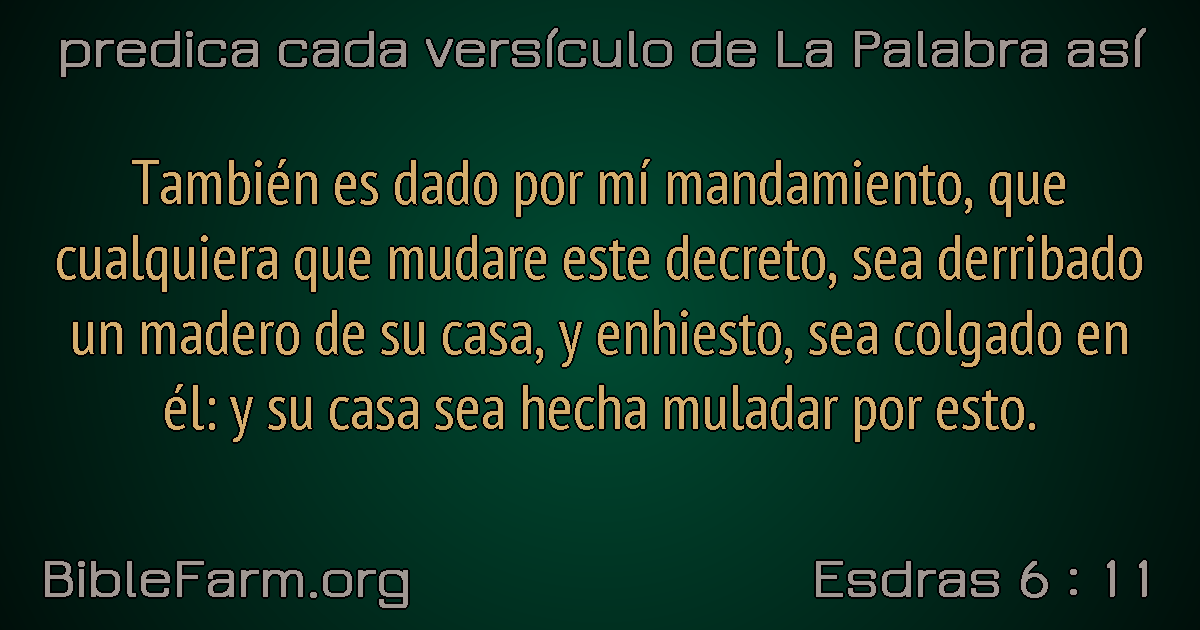 predica cada versículo de La Palabra así
También es dado por mí mandamiento, que
cualquiera que mudare este decreto, sea derribado
un madero de su casa, y enhiesto, sea colgado en
él: y su casa sea hecha muladar por esto.
BibleFarm.org
Esdras 6 : 11